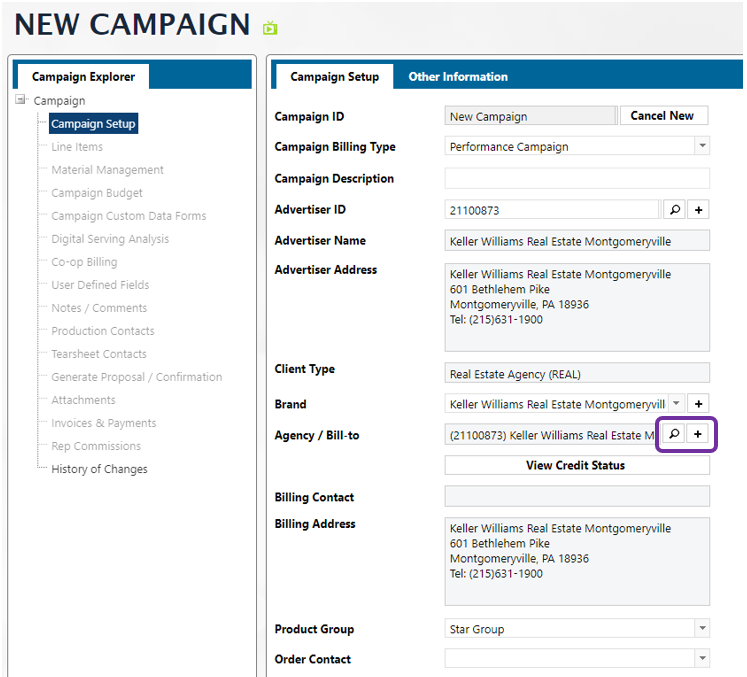 NEW CAMPAIGN
Campaign Explorer
Campaign
Campaign Setup
Line Items
Material Management
Campaign Budget
Campaign Custom Data Forms
Digital Serving Analysis
Co-op Billing
User Defined Fields
Notes / Comments
Production Contacts
Tearsheet Contacts
Generate Proposal / Confirmation
Attachments
Invoices & Payments
Rep Commissions
History of Changes
Campaign Setup Other Information
Campaign ID New Campaign Cancel New
Campaign Billing Type Performance Campaign
Campaign Description
Advertiser ID 21100873 +
Advertiser Name Keller Williams Real Estate Montgomeryville
Advertiser Address Keller Williams Real Estate Montgomeryville
601 Bethlehem Pike
Montgomeryville, PA 18936
Tel: (215)631-1900
Client Type Real Estate Agency (REAL)
Brand Keller Williams Real Estate Montgomeryvill +
Agency / Bill-to (21100873) Keller Williams Real Estate M +
View Credit Status
Billing Contact
Billing Address Keller Williams Real Estate Montgomeryville
601 Bethlehem Pike
Montgomeryville, PA 18936
Tel: (215)631-1900
Product Group Star Group
Order Contact